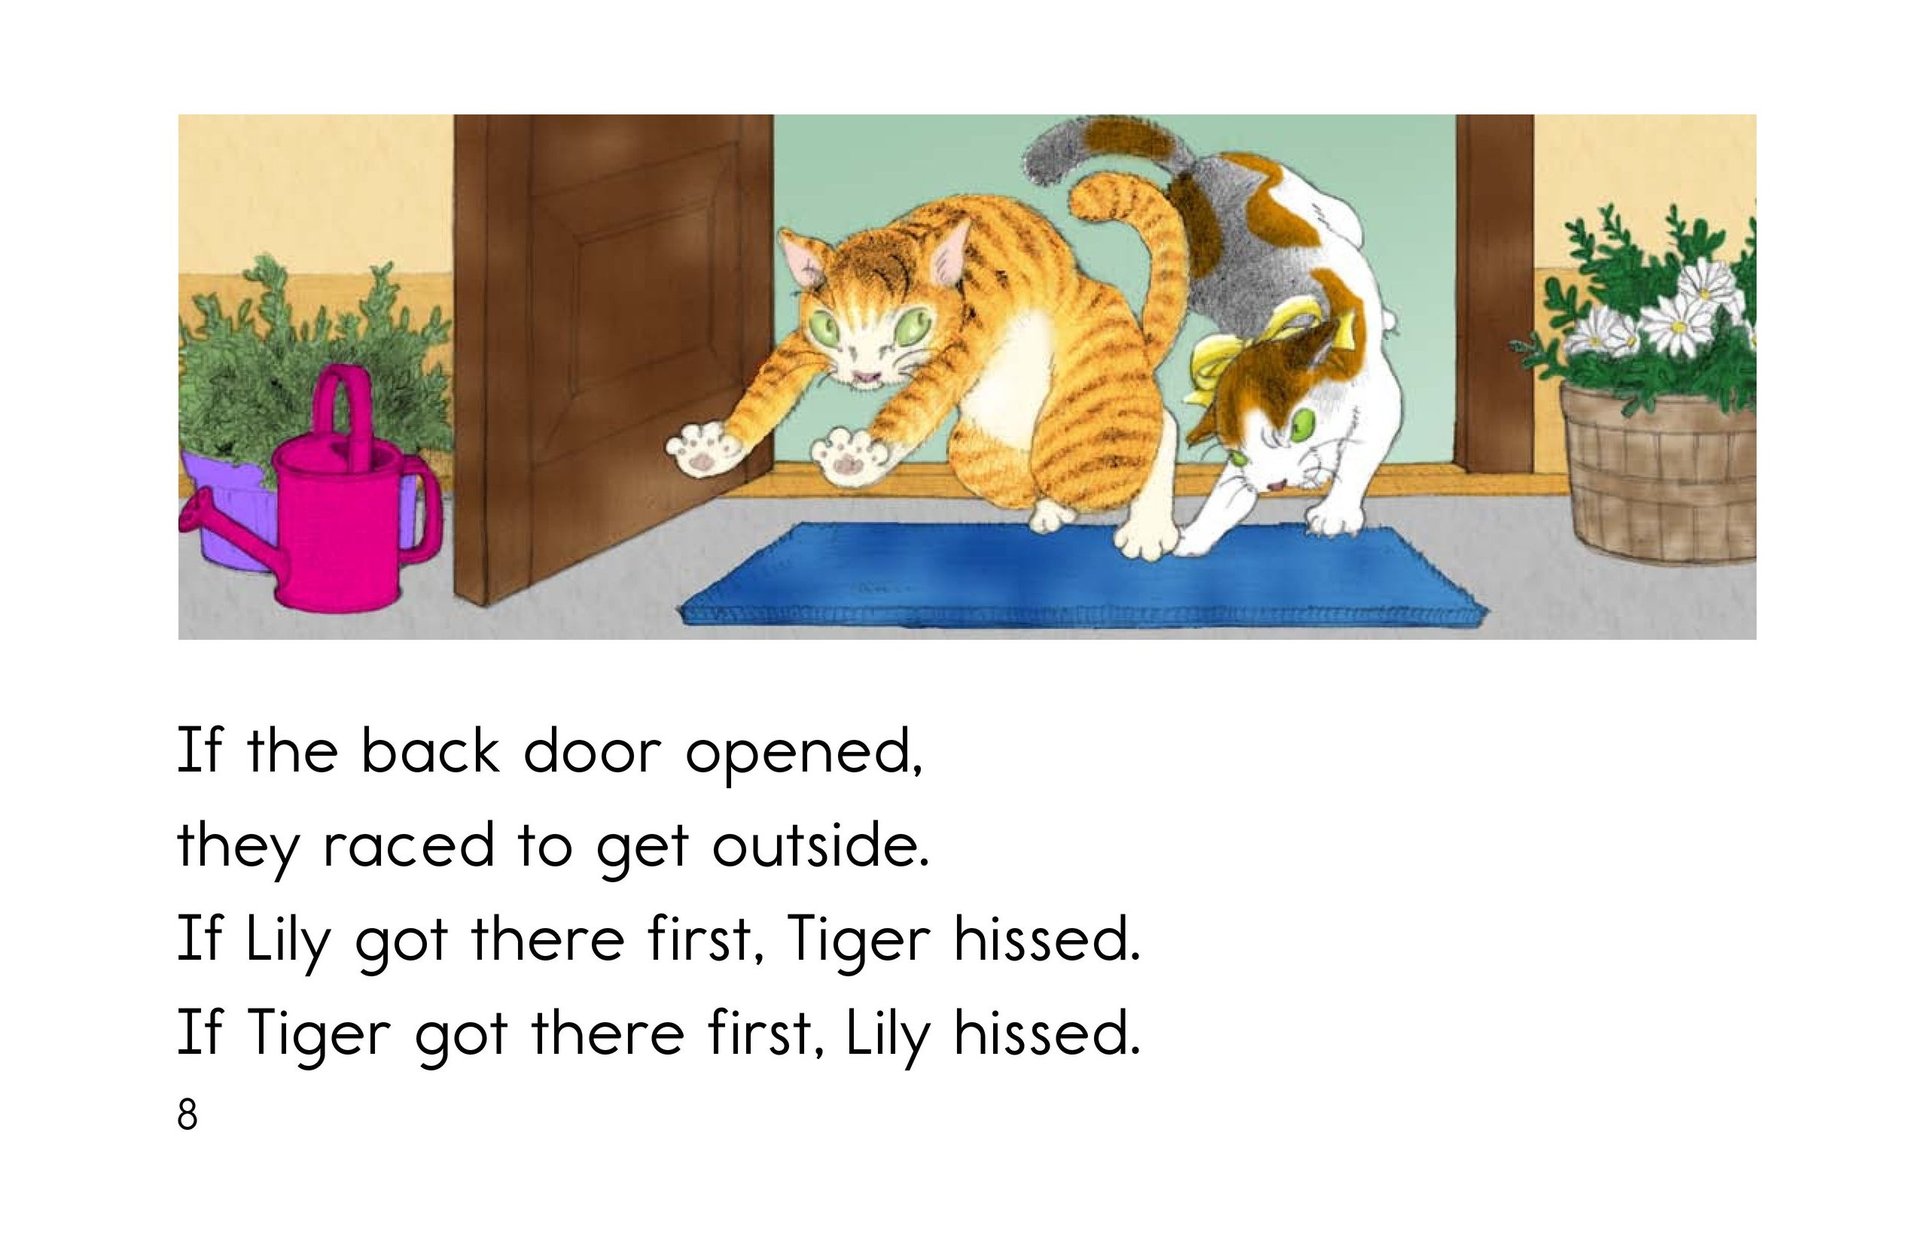 If the back door opened,
they raced to get outside.
If Lily got there first, Tiger hissed.
If Tiger got there first, Lily hissed.
8